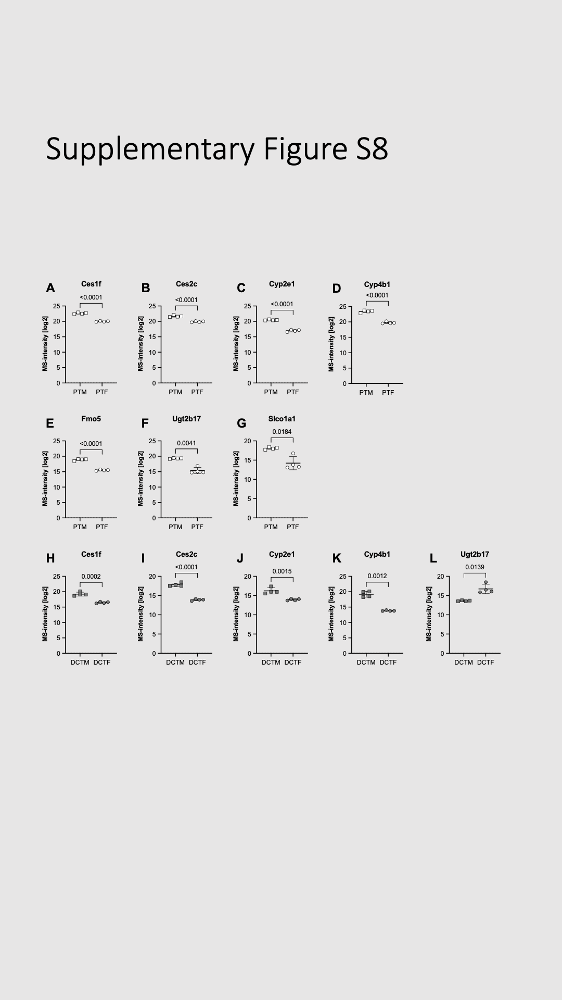 Supplementary Figure S8
A Ces1f
<0.0001
MS-intensity [log2]
25
20
15
10
5
0
PTM PTF
B Ces2c
<0.0001
MS-intensity [log2]
25
20
15
10
5
0
PTM PTF
C Cyp2e1
<0.0001
MS-intensity [log2]
25
20
15
10
5
0
PTM PTF
D Cyp4b1
<0.0001
MS-intensity [log2]
25
20
15
10
5
0
PTM PTF
E Fmo5
<0.0001
MS-intensity [log2]
25
20
15
10
5
0
PTM PTF
F Ugt2b17
0.0041
MS-intensity [log2]
25
20
15
10
5
0
PTM PTF
G Slco1a1
0.0184
MS-intensity [log2]
20
15
10
5
0
PTM PTF
H Ces1f
0.0002
MS-intensity [log2]
25
20
15
10
5
0
DCTM DCTF
I Ces2c
<0.0001
MS-intensity [log2]
20
15
10
5
0
DCTM DCTF
J Cyp2e1
0.0015
MS-intensity [log2]
20
15
10
5
0
DCTM DCTF
K Cyp4b1
0.0012
MS-intensity [log2]
25
20
15
10
5
0
DCTM DCTF
L Ugt2b17
0.0139
MS-intensity [log2]
20
15
10
5
0
DCTM DCTF